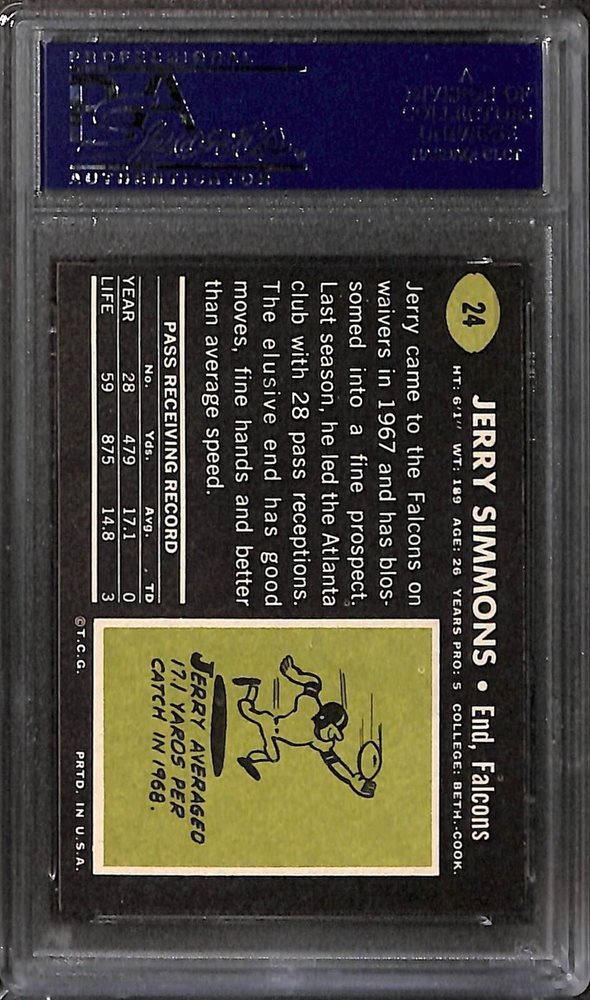 PROFESSIONAL
PSA
Sports
AUTHENTICATOR
24
JERRY SIMMONS • End, Falcons
HT: 6'1" WT: 189 AGE: 26 YEARS PRO: 5 COLLEGE: BETH.-COOK.
Jerry came to the Falcons on
waivers in 1967 and has blos-
somed into a fine prospect.
Last season, he led the Atlanta
club with 28 pass receptions.
The elusive end has good
moves, fine hands and better
than average speed.
PASS RECEIVING RECORD
No. Yds. Avg. TD
YEAR 28 479 17.1 0
LIFE 59 875 14.8 3
JERRY AVERAGED
17.1 YARDS PER
CATCH IN 1968.
© T.C.G.
PRTD. IN U.S.A.